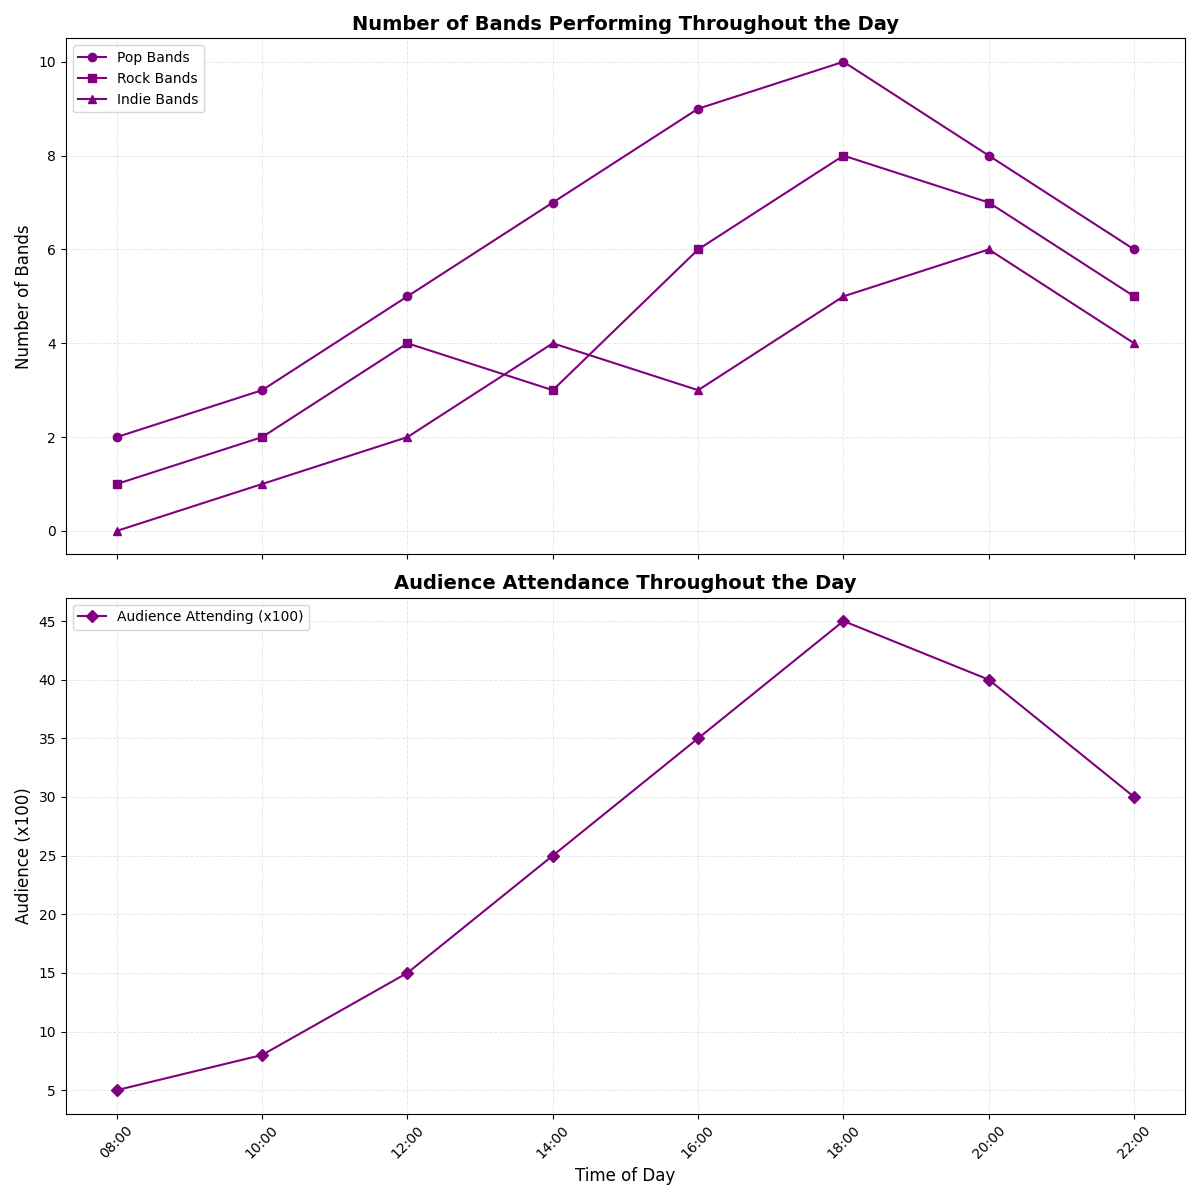 Number of Bands Performing Throughout the Day
Pop Bands
Rock Bands
Indie Bands
10
8
6
4
2
0
Number of Bands
Audience Attendance Throughout the Day
Audience Attending (x100)
45
40
35
30
25
20
15
10
5
Audience (x100)
08:00
10:00
12:00
14:00
16:00
18:00
20:00
22:00
Time of Day